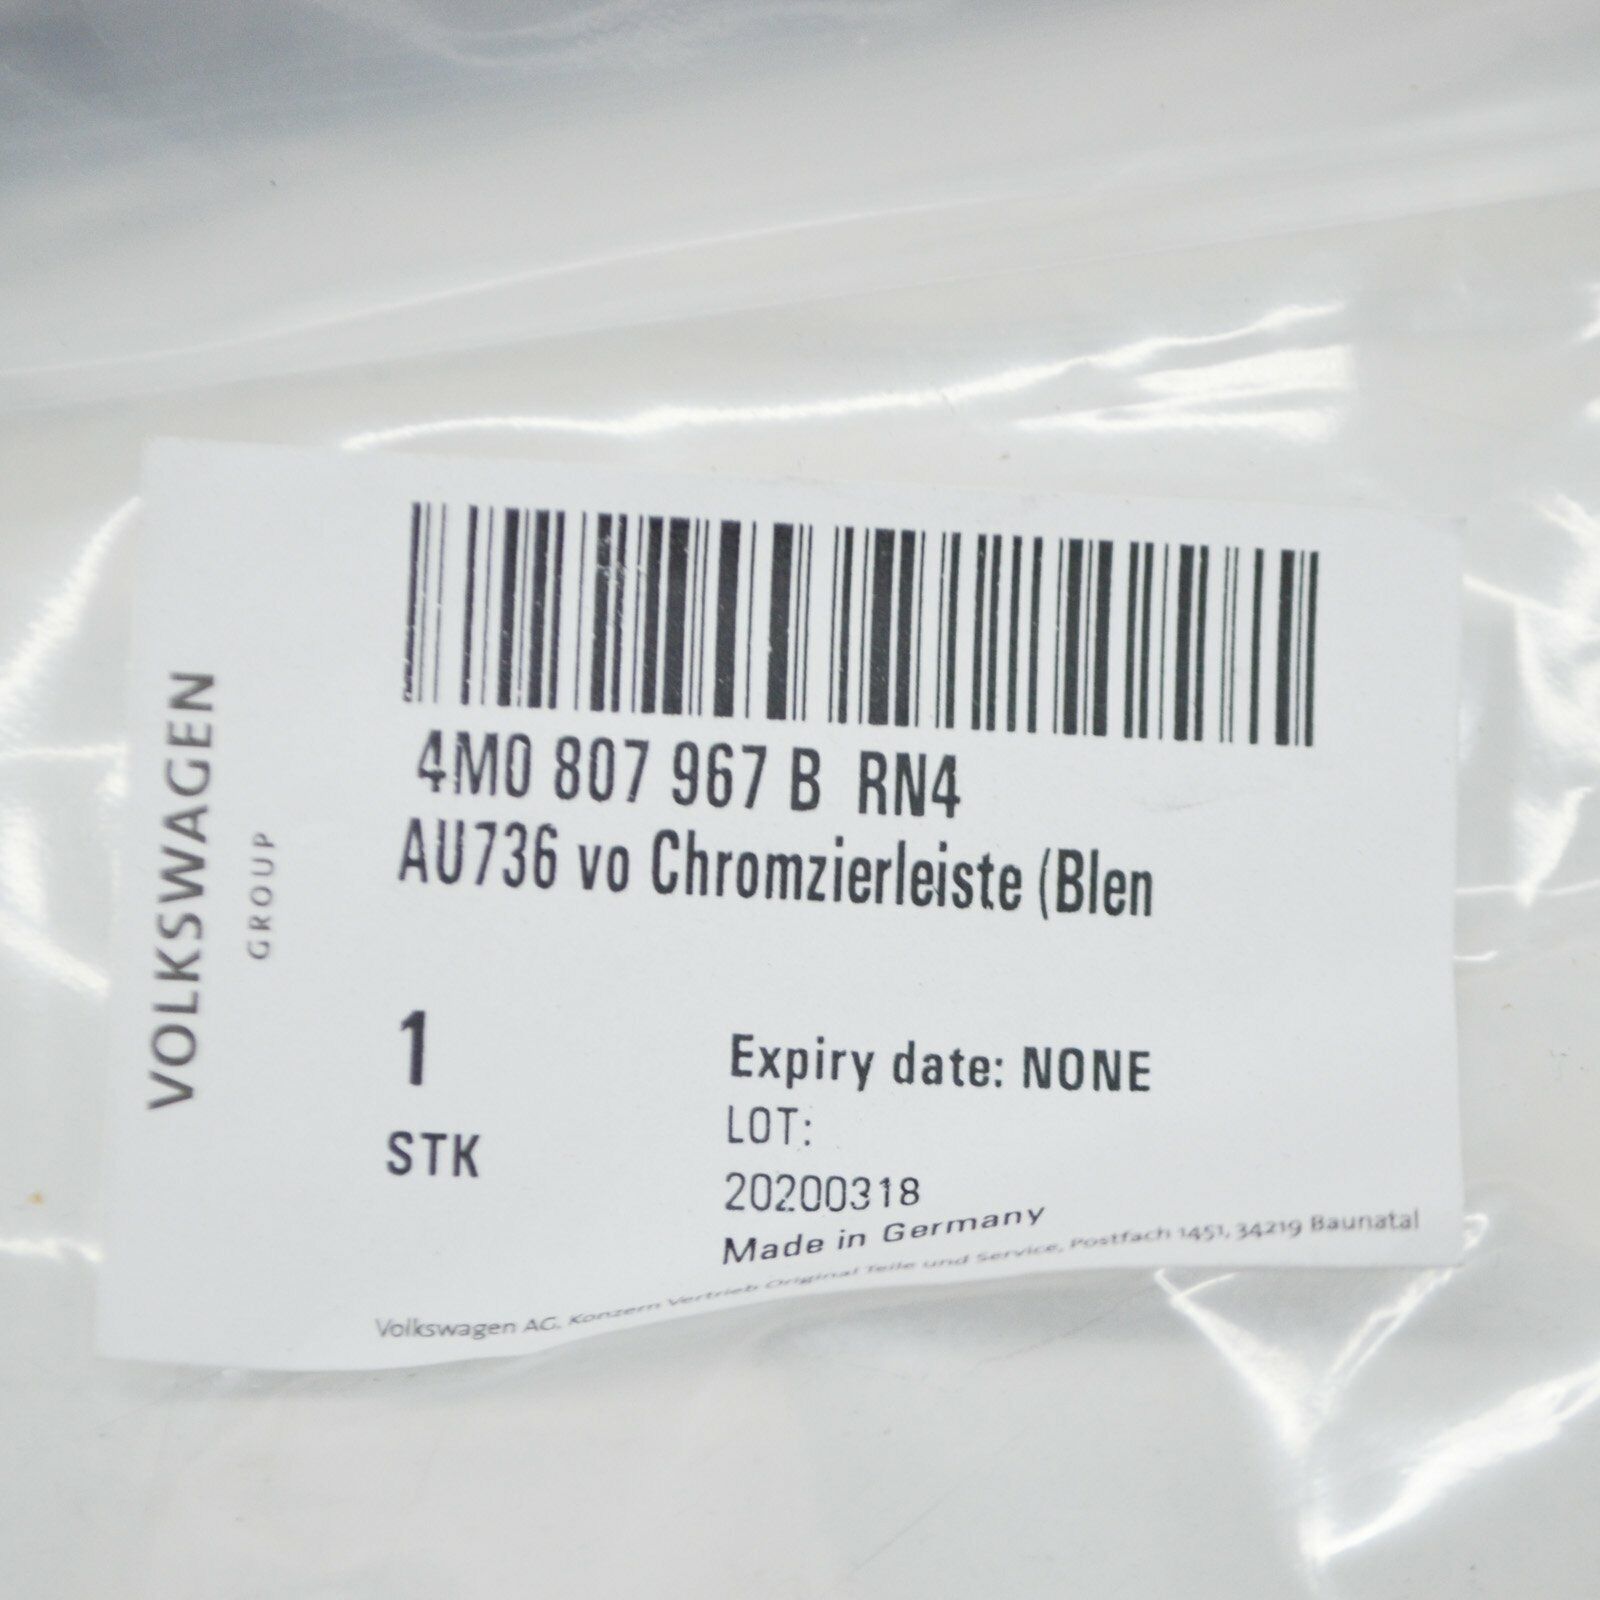 VOLKSWAGEN
GROUP
4M0 807 967 B RN4
AU736 vo Chromzierleiste (Blen
1
STK
Expiry date: NONE
LOT:
20200318
Made in Germany
Volkswagen AG, Konzern Vertrieb Original Teile und Service, Postfach 1451, 34219 Baunatal